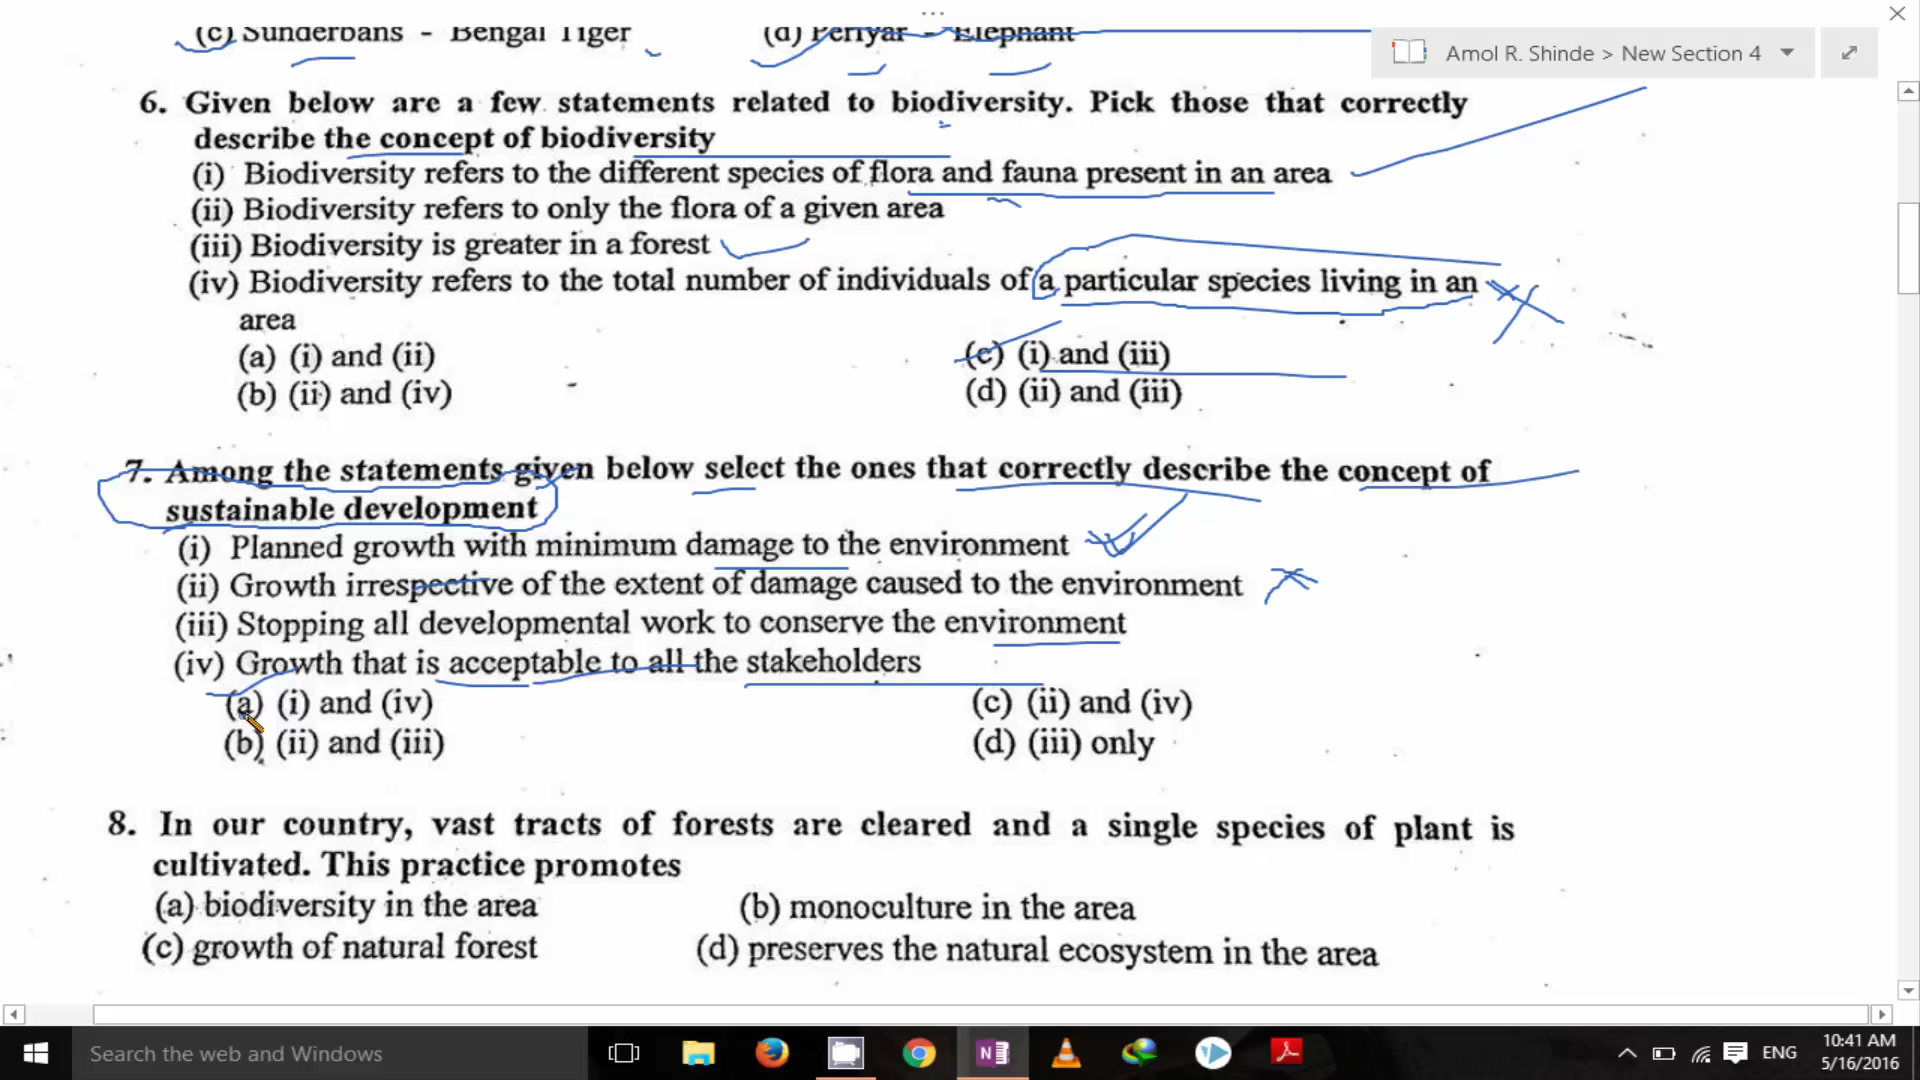 (c) Sunderbans - Bengal Tiger (d) Periyar - Elephant
Amol R. Shinde > New Section 4
6. Given below are a few statements related to biodiversity. Pick those that correctly
describe the concept of biodiversity
(i) Biodiversity refers to the different species of flora and fauna present in an area
(ii) Biodiversity refers to only the flora of a given area
(iii) Biodiversity is greater in a forest
(iv) Biodiversity refers to the total number of individuals of a particular species living in an
area
(a) (i) and (ii) (c) (i) and (iii)
(b) (ii) and (iv) (d) (ii) and (iii)
7. Among the statements given below select the ones that correctly describe the concept of
sustainable development
(i) Planned growth with minimum damage to the environment
(ii) Growth irrespective of the extent of damage caused to the environment
(iii) Stopping all developmental work to conserve the environment
(iv) Growth that is acceptable to all the stakeholders
(a) (i) and (iv) (c) (ii) and (iv)
(b) (ii) and (iii) (d) (iii) only
8. In our country, vast tracts of forests are cleared and a single species of plant is
cultivated. This practice promotes
(a) biodiversity in the area (b) monoculture in the area
(c) growth of natural forest (d) preserves the natural ecosystem in the area
Search the web and Windows
N
ENG
10:41 AM
5/16/2016